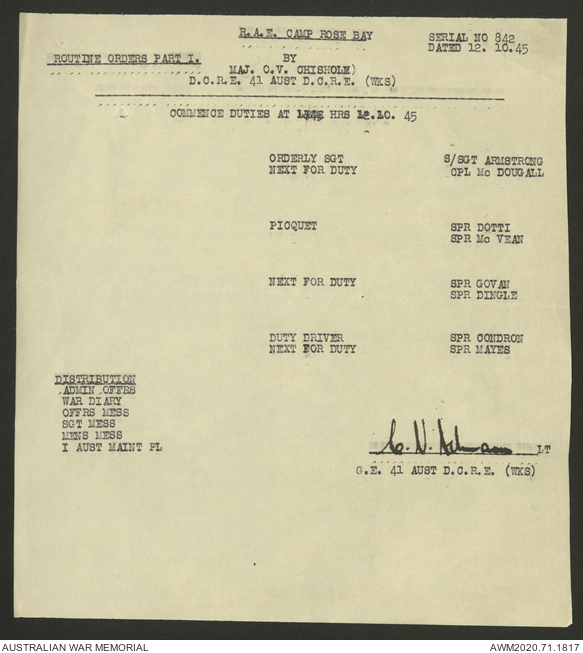 R.A.E. CAMP ROSE BAY
SERIAL NO 842
DATED 12. 10.45
ROUTINE ORDERS PART I.
BY
MAJ. O.V. CHISHOLM)
D.C.R.E. 41 AUST D.C.R.E. (WKS)
COMMENCE DUTIES AT HRS 12.10. 45
ORDERLY SGT S/SGT ARMSTRONG
NEXT FOR DUTY CPL Mc DOUGALL
PICQUET SPR DOTTI
SPR Mc VEAN
NEXT FOR DUTY SPR GOVAN
SPR DINGLE
DUTY DRIVER SPR CONDRON
NEXT FOR DUTY SPR MAYES
DISTRIBUTION
ADMIN OFFRS
WAR DIARY
OFFRS MESS
SGT MESS
MENS MESS
I AUST MAINT PL
LT
G.E. 41 AUST D.C.R.E. (WKS)
AUSTRALIAN WAR MEMORIAL
AWM2020.71.1817